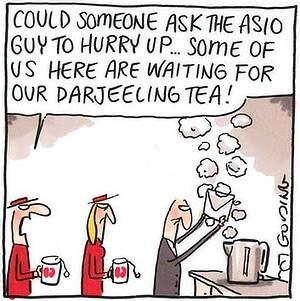 COULD SOMEONE ASK THE ASIO
GUY TO HURRY UP... SOME OF
US HERE ARE WAITING FOR
OUR DARJEELING TEA!